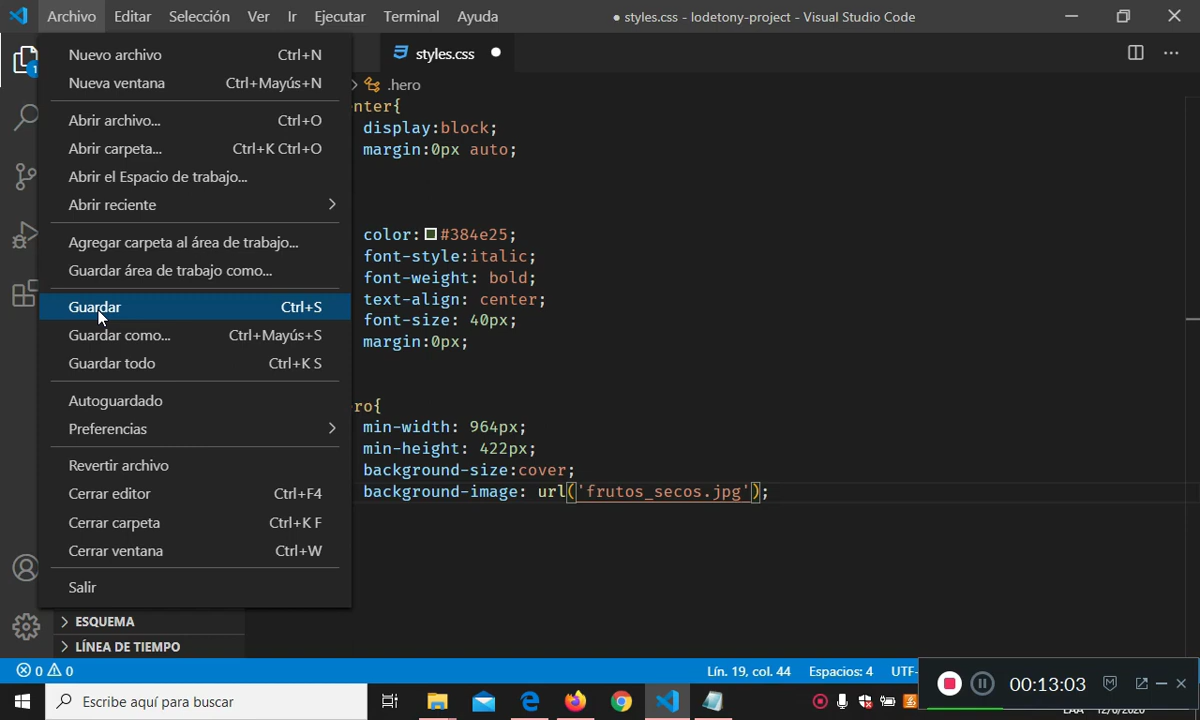 Archivo Editar Selección Ver Ir Ejecutar Terminal Ayuda ● styles.css - lodetony-project - Visual Studio Code
styles.css ●
.hero
Nuevo archivo Ctrl+N
Nueva ventana Ctrl+Mayús+N
Abrir archivo... Ctrl+O
Abrir carpeta... Ctrl+K Ctrl+O
Abrir el Espacio de trabajo...
Abrir reciente
Agregar carpeta al área de trabajo...
Guardar área de trabajo como...
Guardar Ctrl+S
Guardar como... Ctrl+Mayús+S
Guardar todo Ctrl+K S
Autoguardado
Preferencias
Revertir archivo
Cerrar editor Ctrl+F4
Cerrar carpeta Ctrl+K F
Cerrar ventana Ctrl+W
Salir
1
nter{
display:block;
margin:0px auto;
color: #384e25;
font-style:italic;
font-weight: bold;
text-align: center;
font-size: 40px;
margin:0px;
ro{
min-width: 964px;
min-height: 422px;
background-size:cover;
background-image: url('frutos_secos.jpg');
ESQUEMA
LÍNEA DE TIEMPO
0 0 Lín. 19, col. 44 Espacios: 4 UTF-
Escribe aquí para buscar
00:13:03